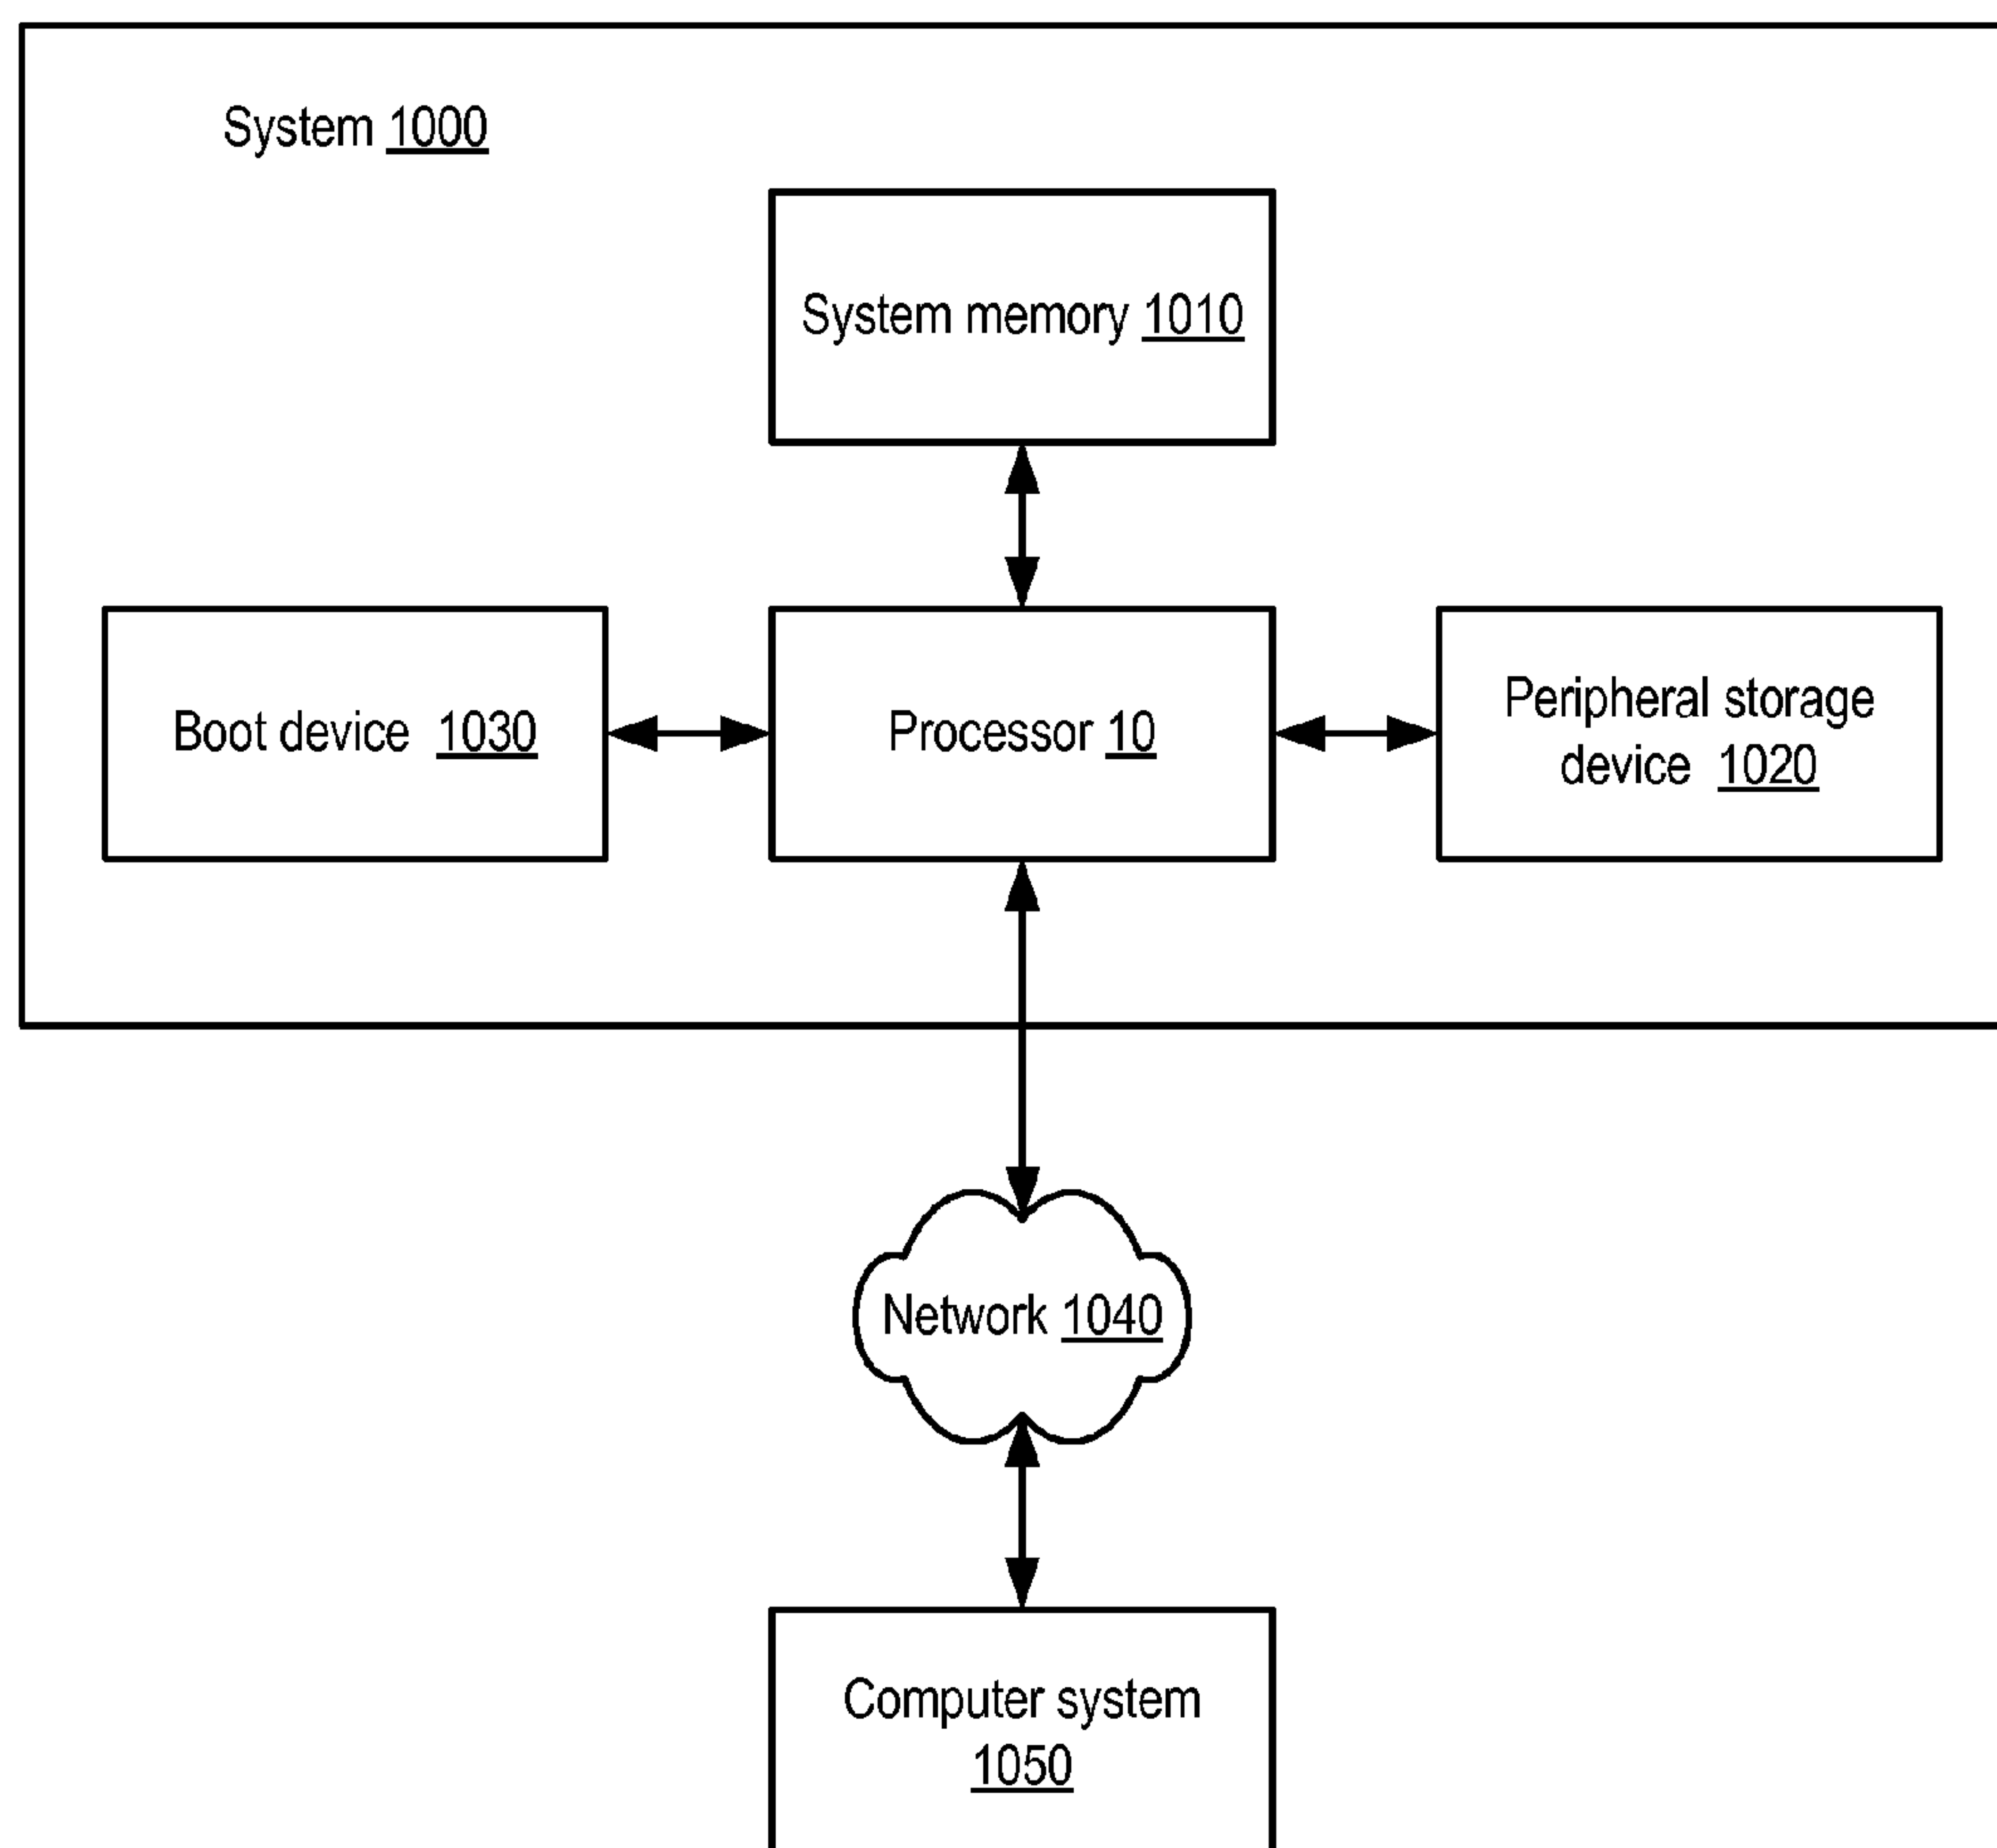 System 1000
System memory 1010
Boot device 1030
Processor 10
Peripheral storage
device 1020
Network 1040
Computer system
1050